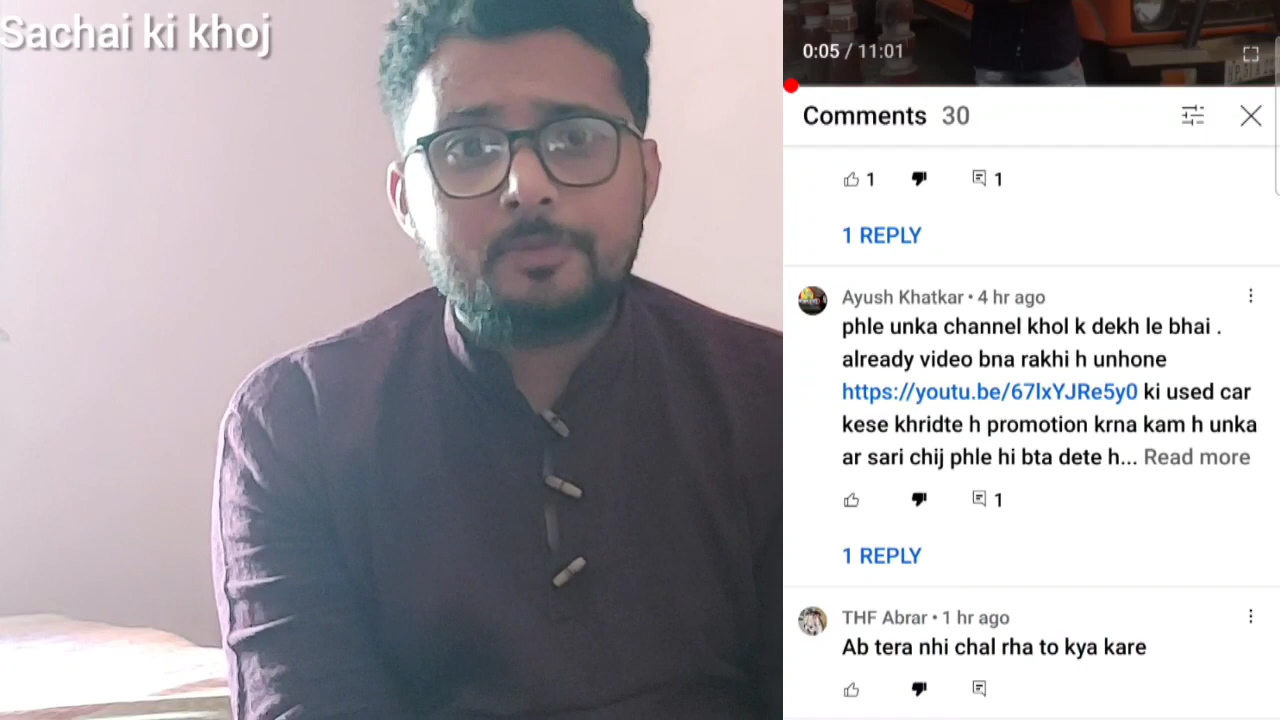 Sachai ki khoj
0:05 / 11:01
Comments 30
1
1
1 REPLY
Ayush Khatkar • 4 hr ago
phle unka channel khol k dekh le bhai .
already video bna rakhi h unhone
https://youtu.be/67lxYJRe5y0 ki used car
kese khridte h promotion krna kam h unka
ar sari chij phle hi bta dete h... Read more
1
1 REPLY
THF Abrar • 1 hr ago
Ab tera nhi chal rha to kya kare